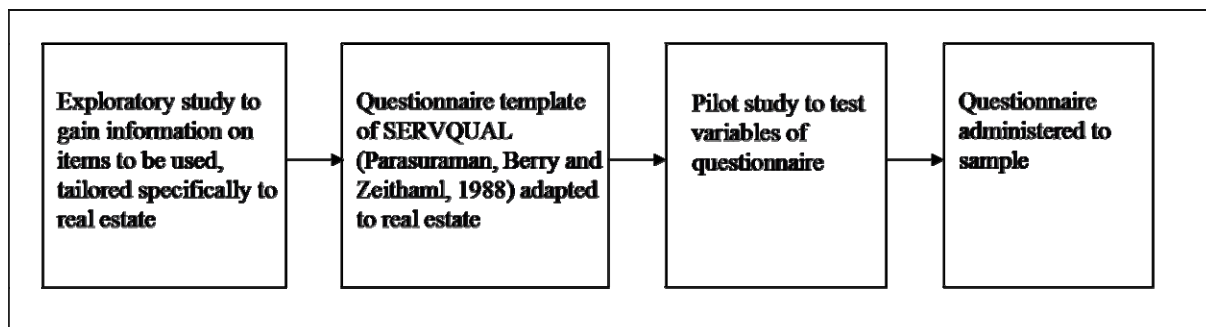 Exploratory study to
gain information on
items to be used,
tailored specifically to
real estate
Questionnaire template
of SERVQUAL
(Parasuraman, Berry and
Zeithaml, 1988) adapted
to real estate
Pilot study to test
variables of
questionnaire
Questionnaire
administered to
sample